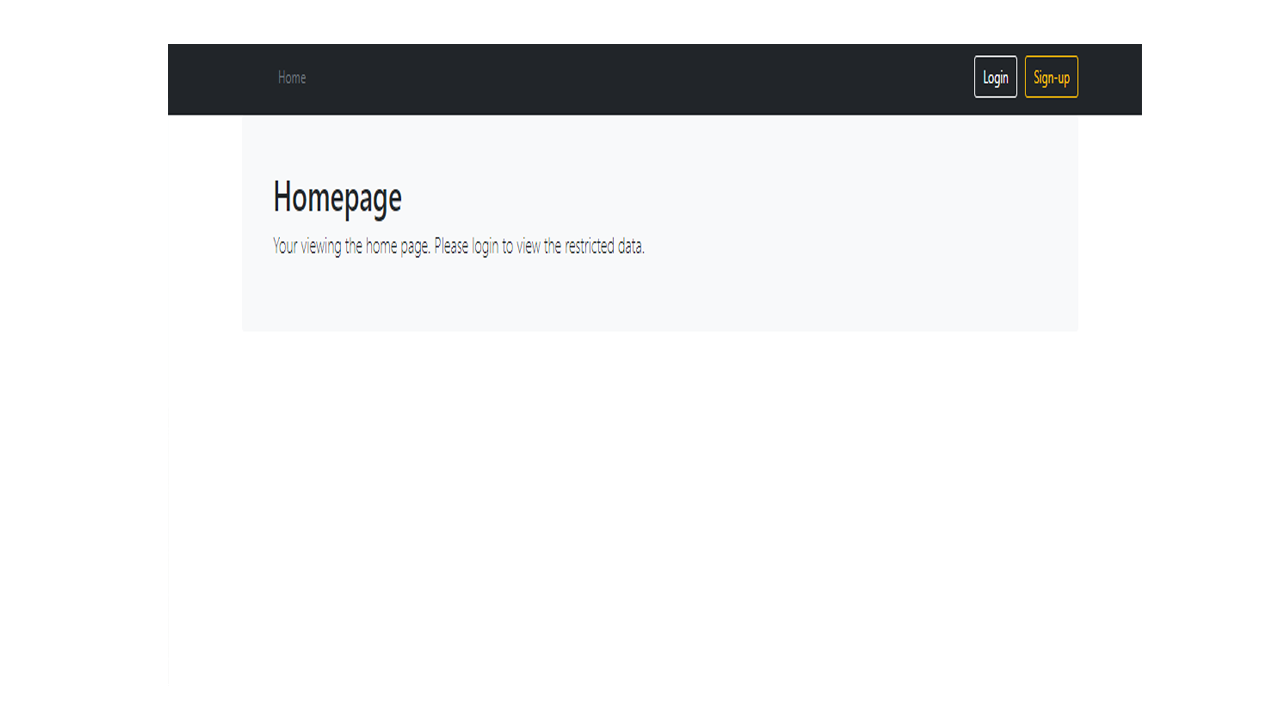 Home
Login
Sign-up
Homepage
Your viewing the home page. Please login to view the restricted data.